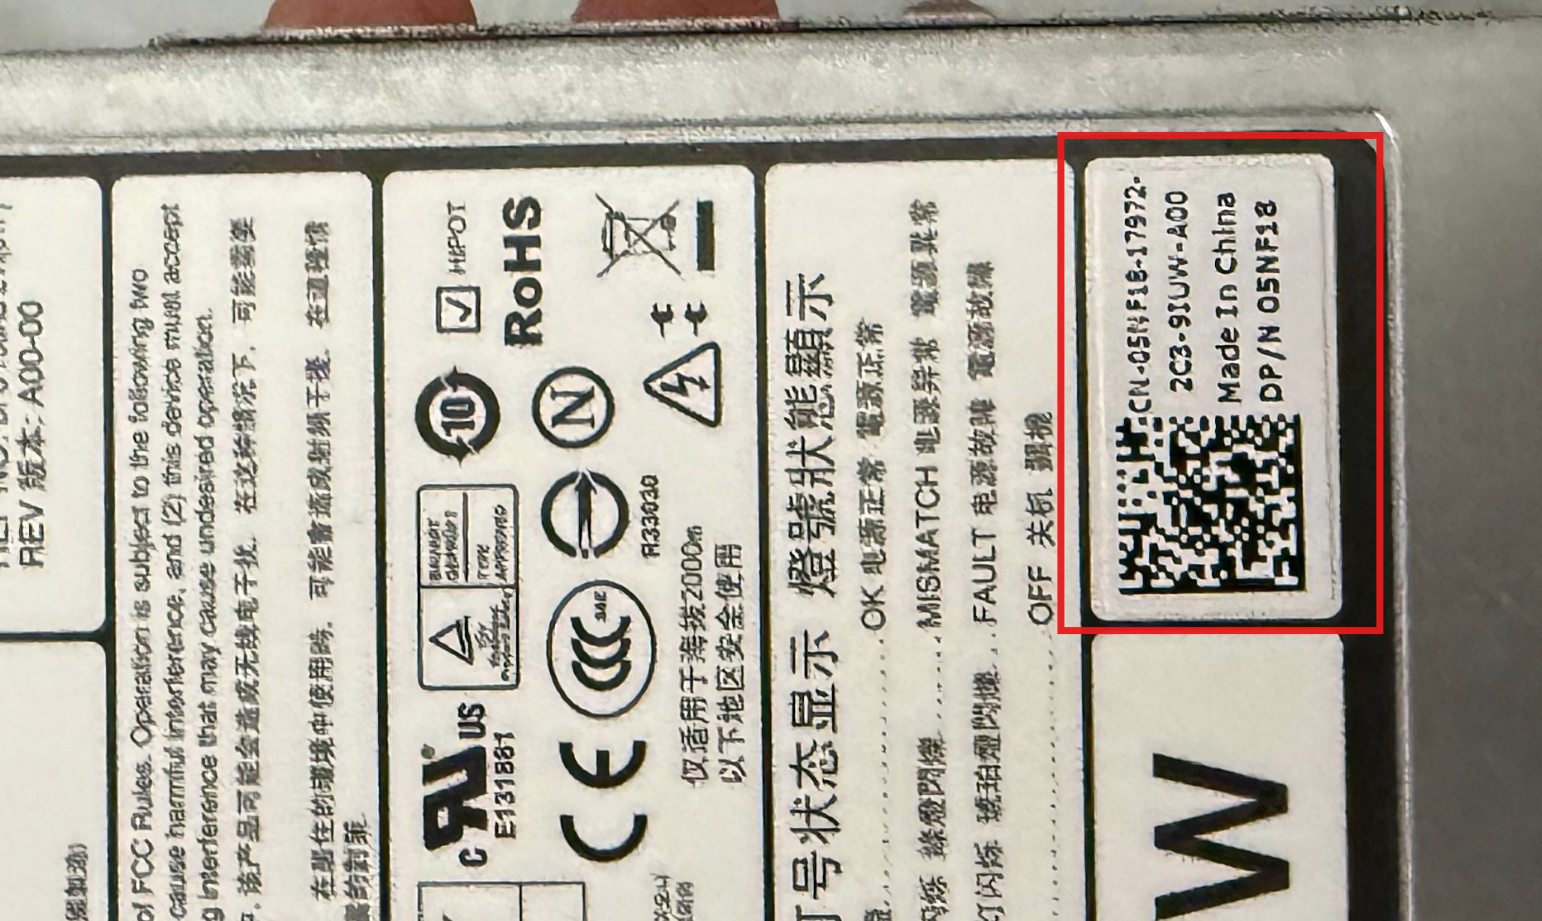 REV 版本: A00-00
of FCC Rules. Operation is subject to the following two
cause harmful interference, and (2) this device must accept
g interference that may cause undesired operation.
该产品可能会造成无线电干扰. 在这种情况下, 可能需要
在居住的環境中使用時, 可能會造成射頻干擾, 在這種情
HIPOT
RoHS
10
N
R33030
CCC
c UL US
E131881
CE
仅适用于海拔2000m
以下地区安全使用
号状态显示 燈號狀態顯示
OK 电源正常 電源正常
MISMATCH 电源异常 電源異常
FAULT 电源故障 電源故障
OFF 关机 關機
CN-05NF18-17972-
2C3-9IUW-A00
Made In China
DP/N 05NF18
W